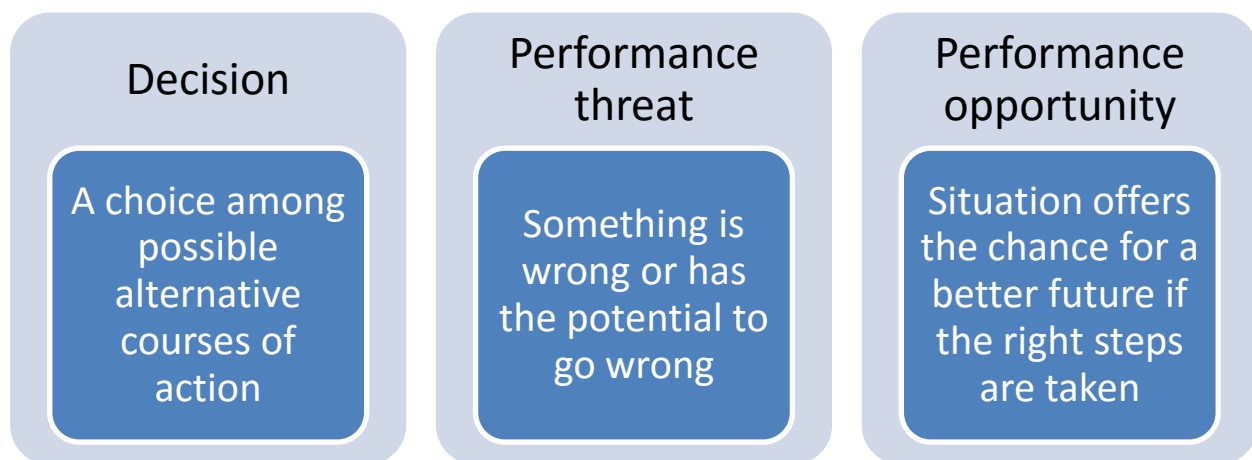 Decision
A choice among
possible
alternative
courses of
action
Performance
threat
Something is
wrong or has
the potential to
go wrong
Performance
opportunity
Situation offers
the chance for a
better future if
the right steps
are taken